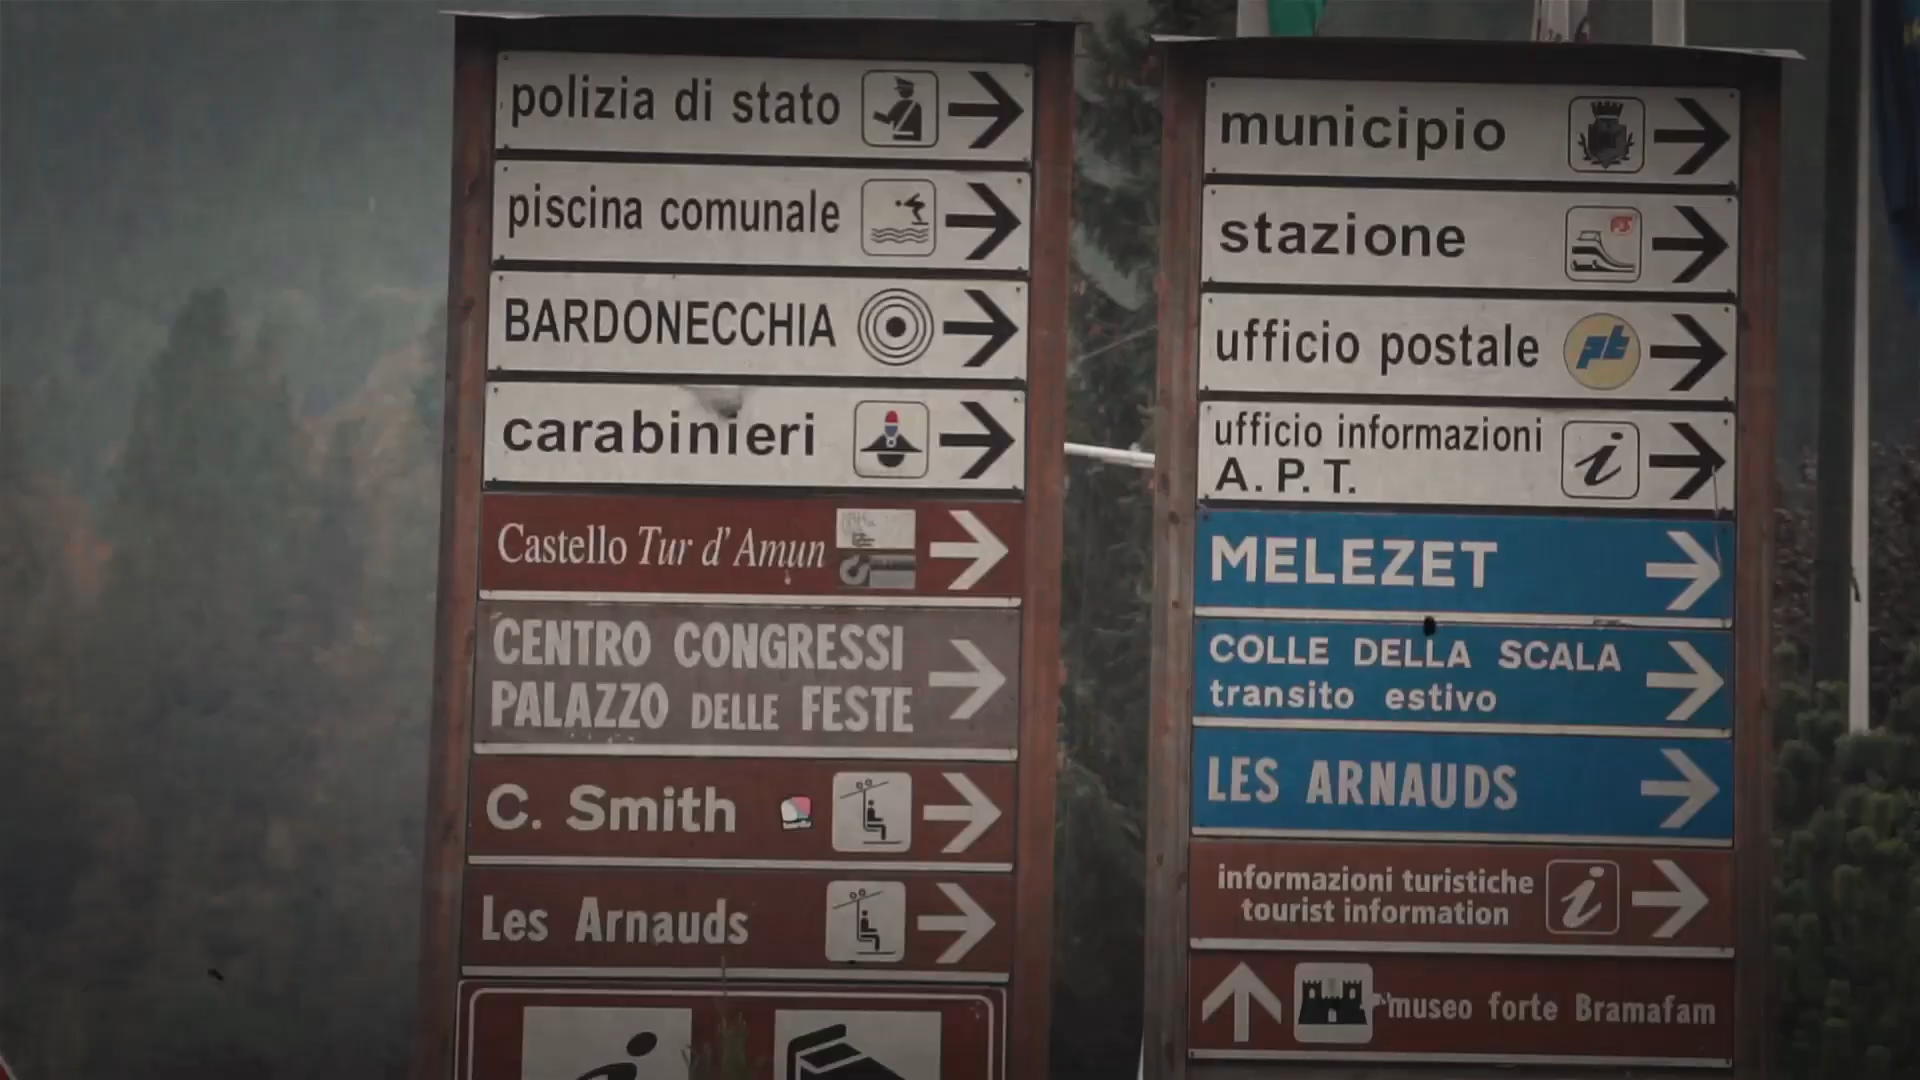 polizia di stato
piscina comunale
BARDONECCHIA
carabinieri
Castello Tur d'Amun
CENTRO CONGRESSI
PALAZZO DELLE FESTE
C. Smith
Les Arnauds
municipio
stazione
ufficio postale
pt
ufficio informazioni
A.P.T.
i
MELEZET
COLLE DELLA SCALA
transito estivo
LES ARNAUDS
informazioni turistiche
tourist information
i
museo forte Bramafam